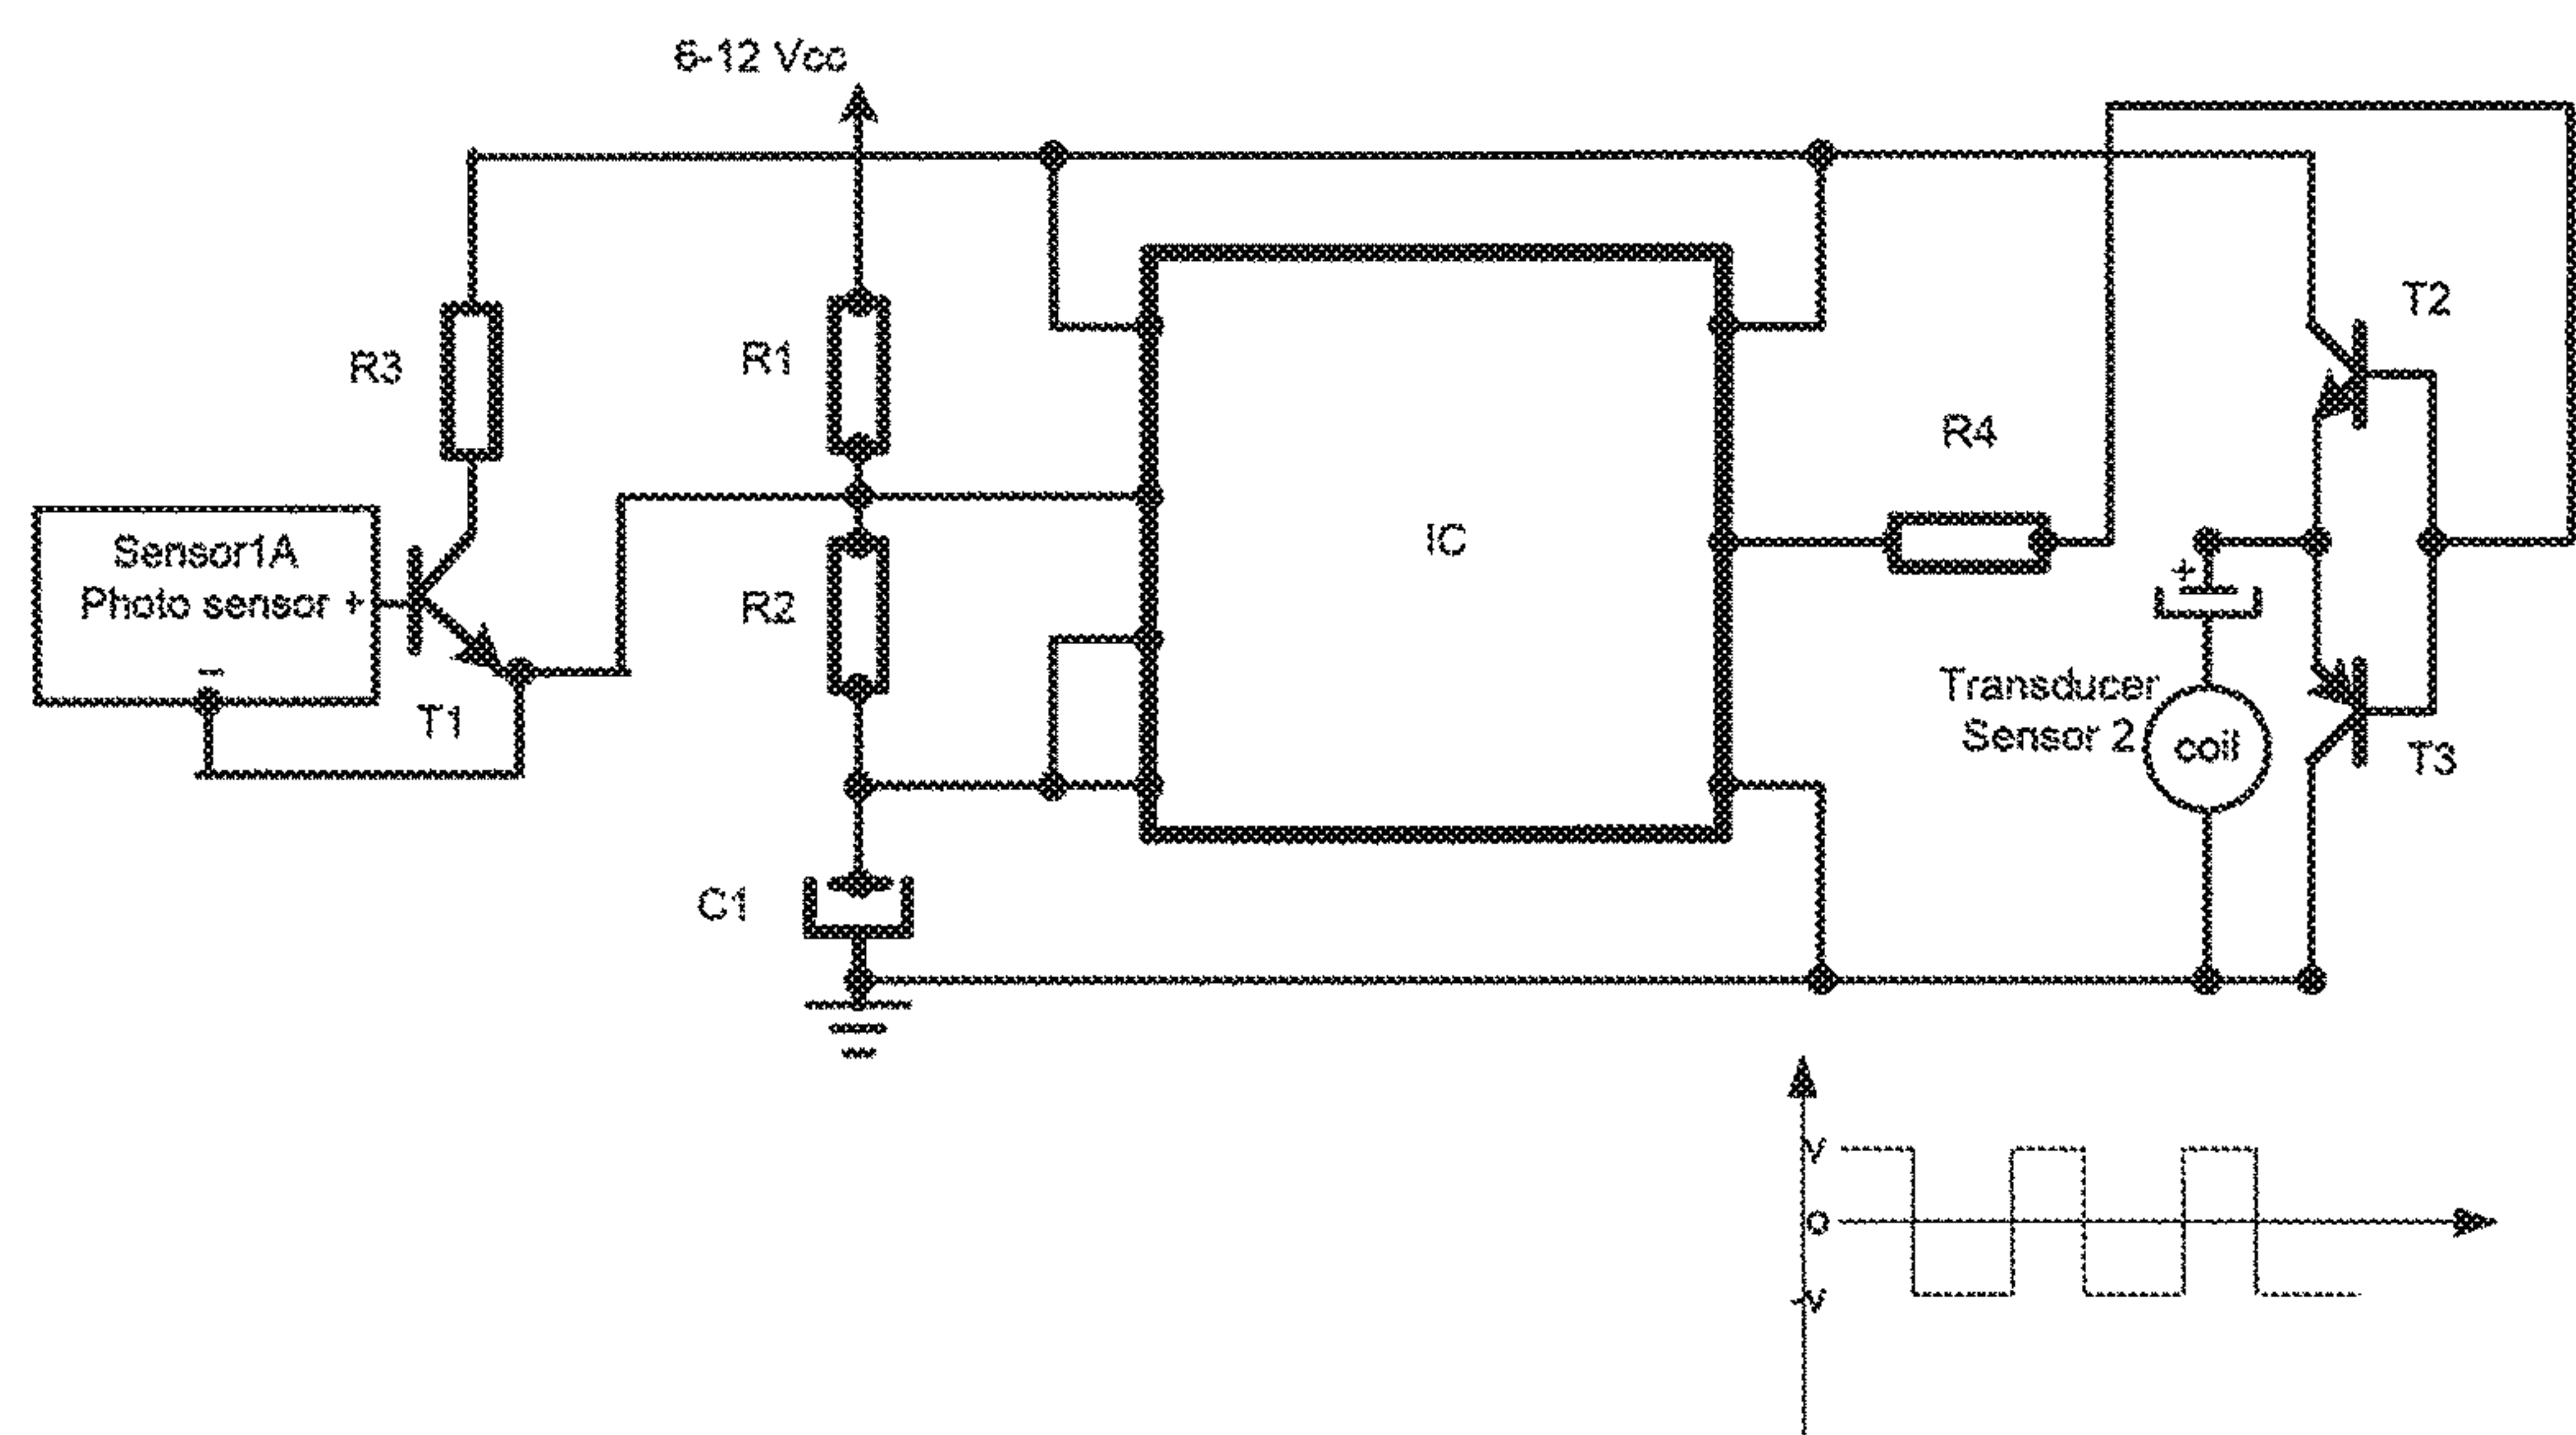 6-12 Vcc
T2
R3
R1
R4
Sensor1A
Photo sensor +
–
IC
R2
+
T1
Transducer
Sensor 2
coil
T3
C1
V
0
-V